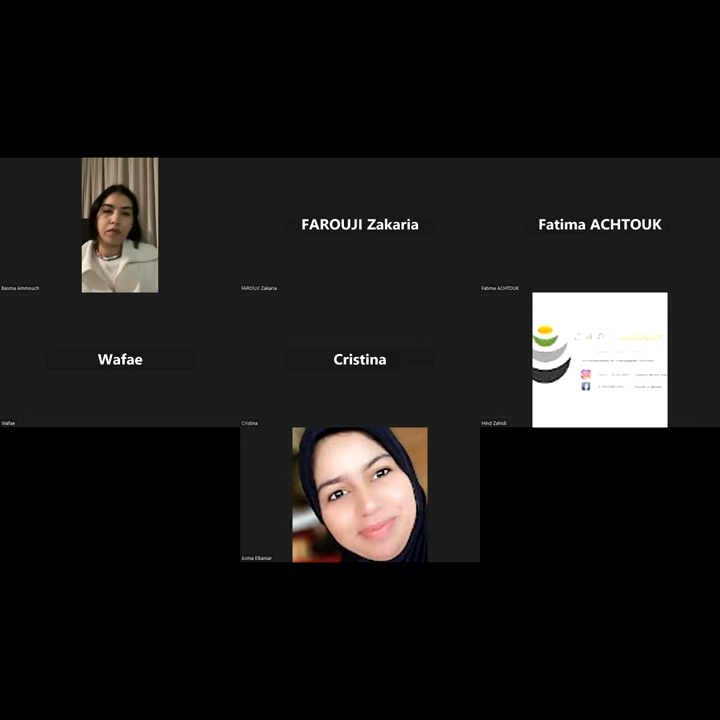 FAROUJI Zakaria
Fatima ACHTOUK
Basma Ammouch
FAROUJI Zakaria
Fatima ACHTOUK
Wafae
Cristina
Wafae
Cristina
Hind Zahidi
Asma Elkaniar